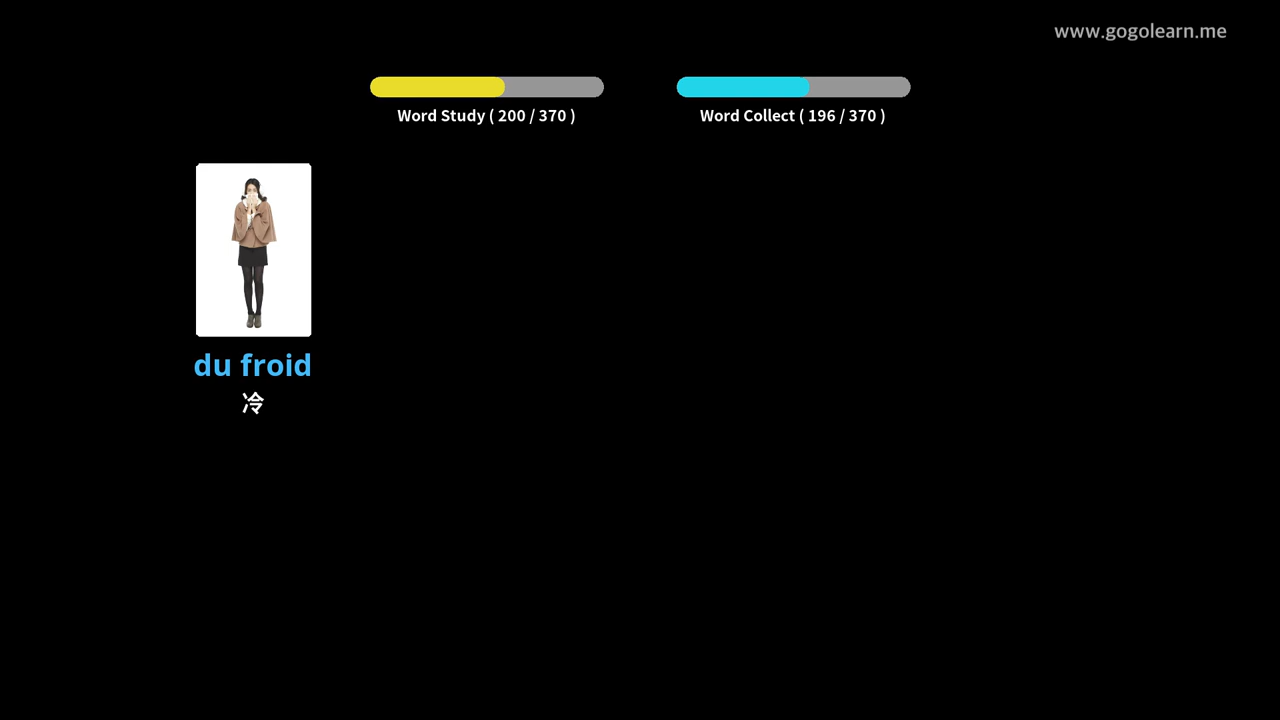 www.gogolearn.me
Word Study ( 200 / 370 )
Word Collect ( 196 / 370 )
du froid
冷